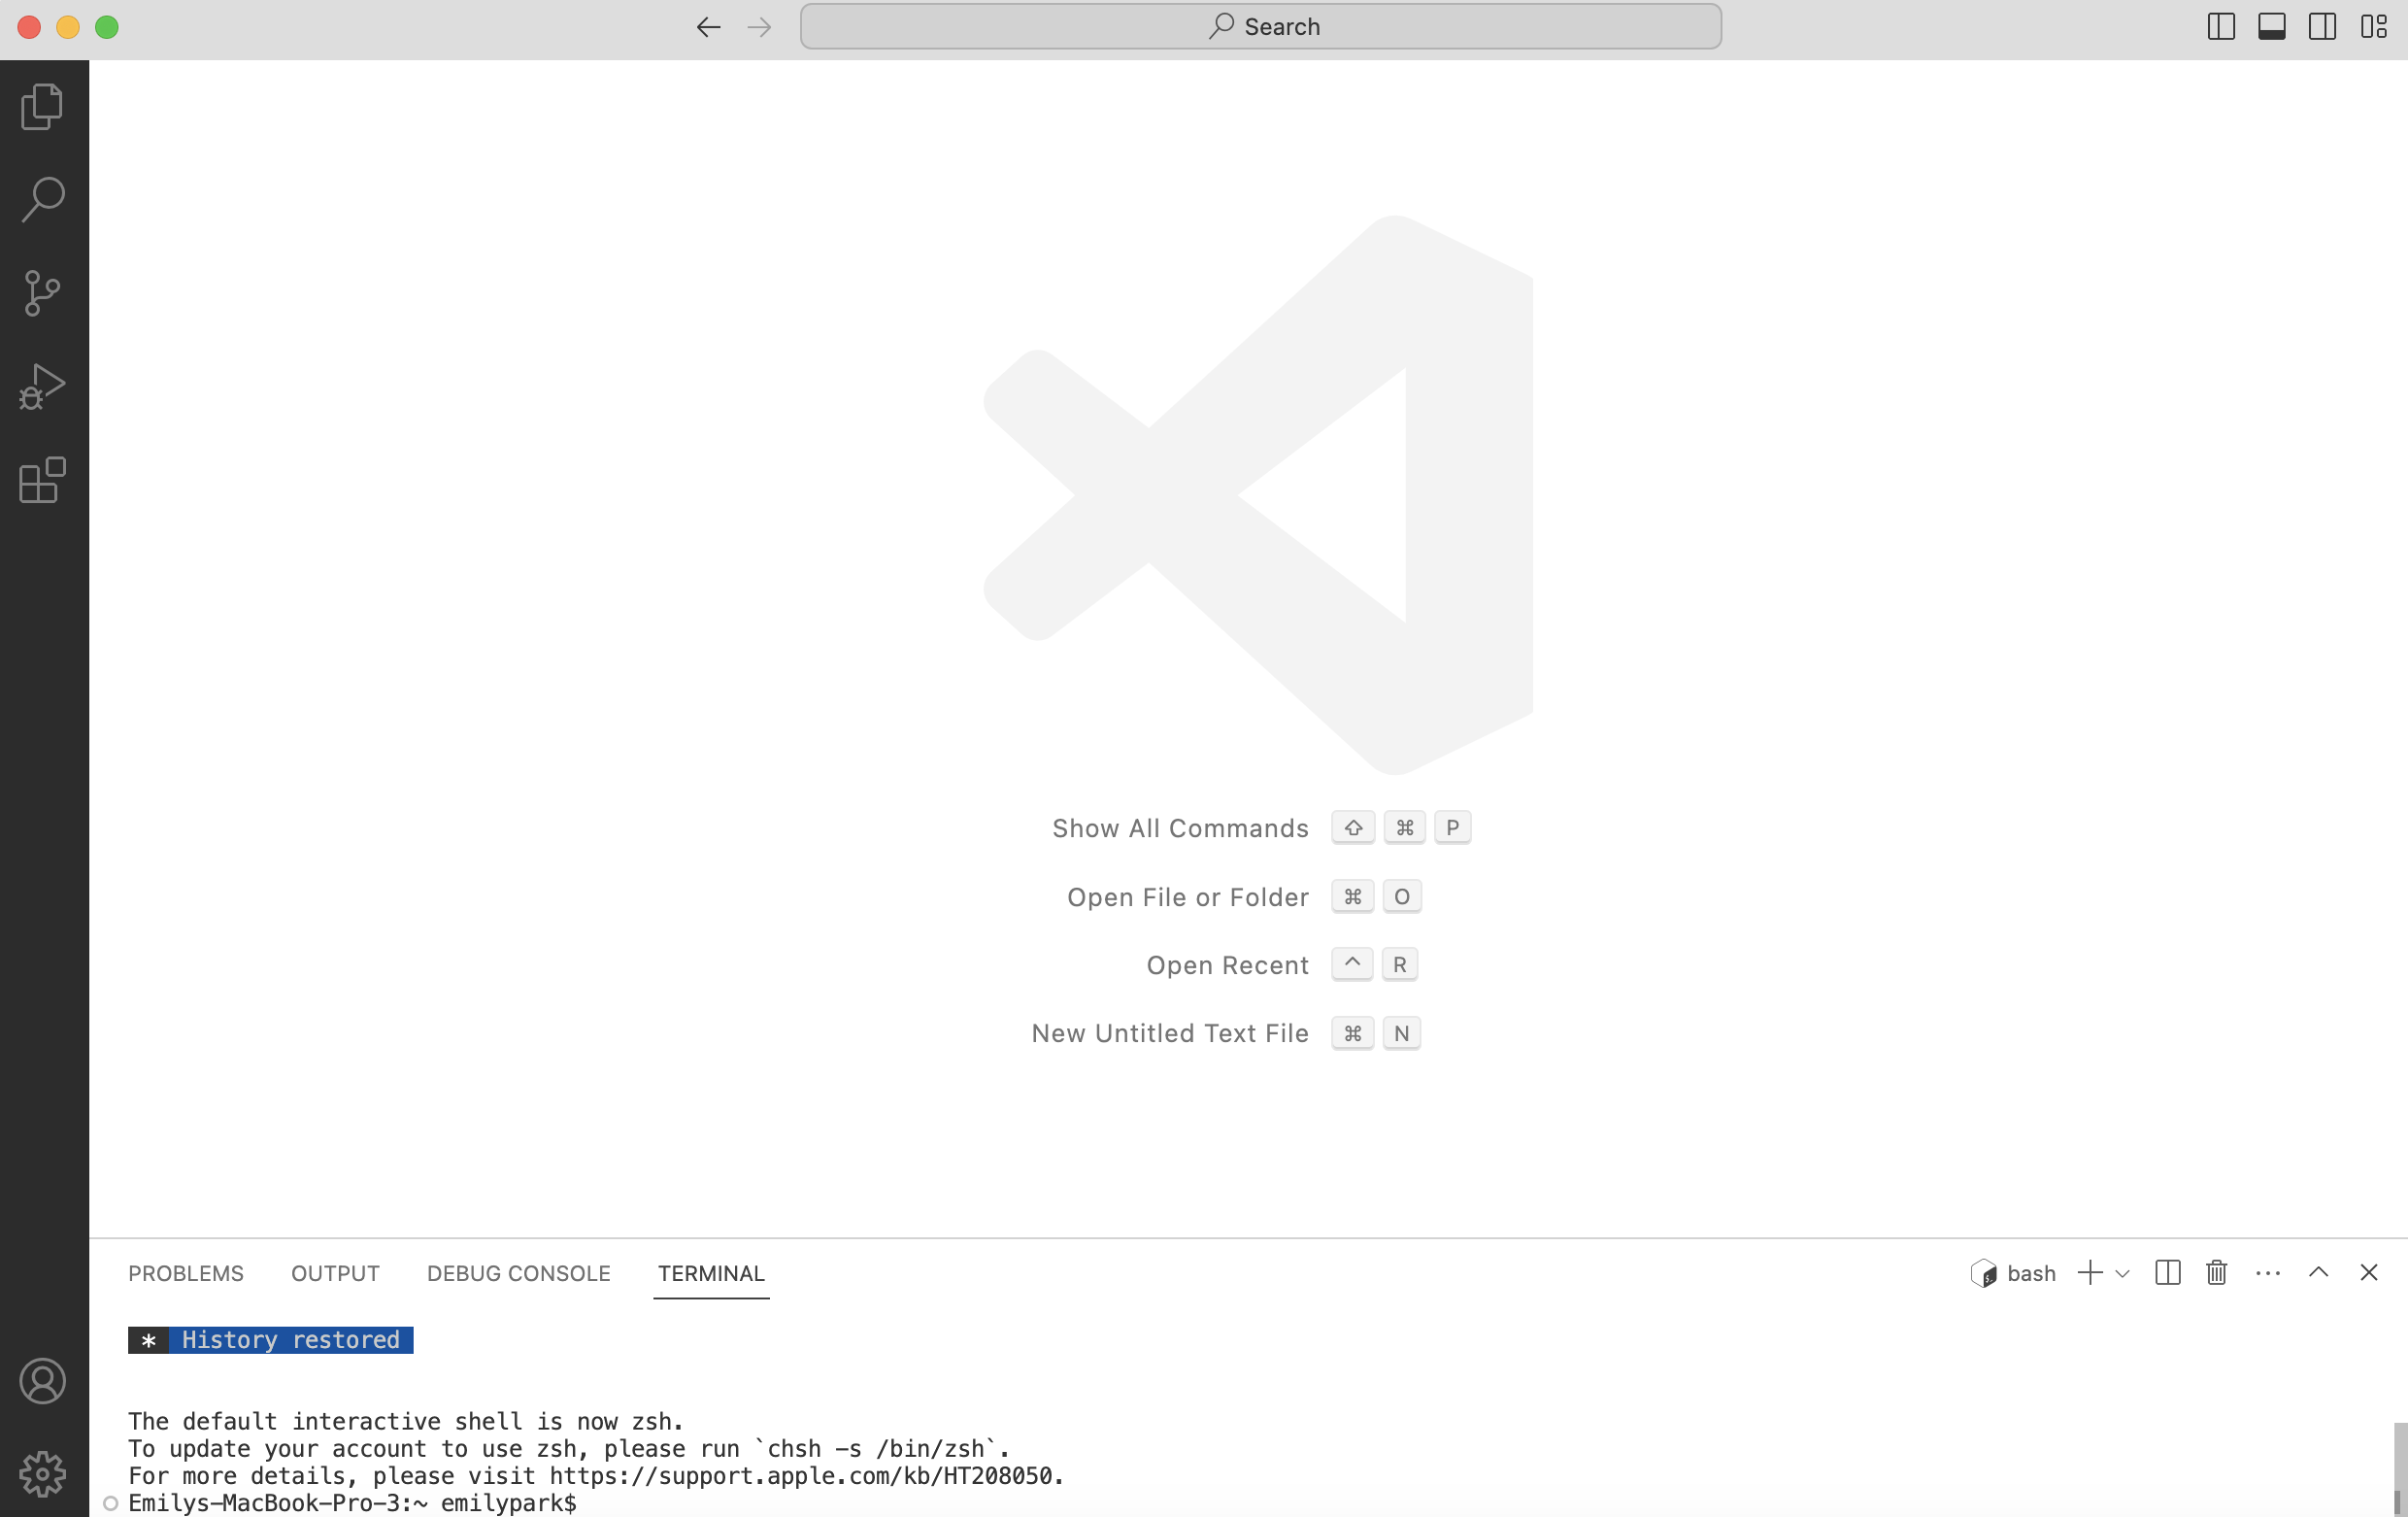 Search
Show All Commands ⇧ ⌘ P
Open File or Folder ⌘ O
Open Recent ^ R
New Untitled Text File ⌘ N
PROBLEMS OUTPUT DEBUG CONSOLE TERMINAL bash
* History restored
The default interactive shell is now zsh.
To update your account to use zsh, please run `chsh -s /bin/zsh`.
For more details, please visit https://support.apple.com/kb/HT208050.
Emilys-MacBook-Pro-3:~ emilypark$